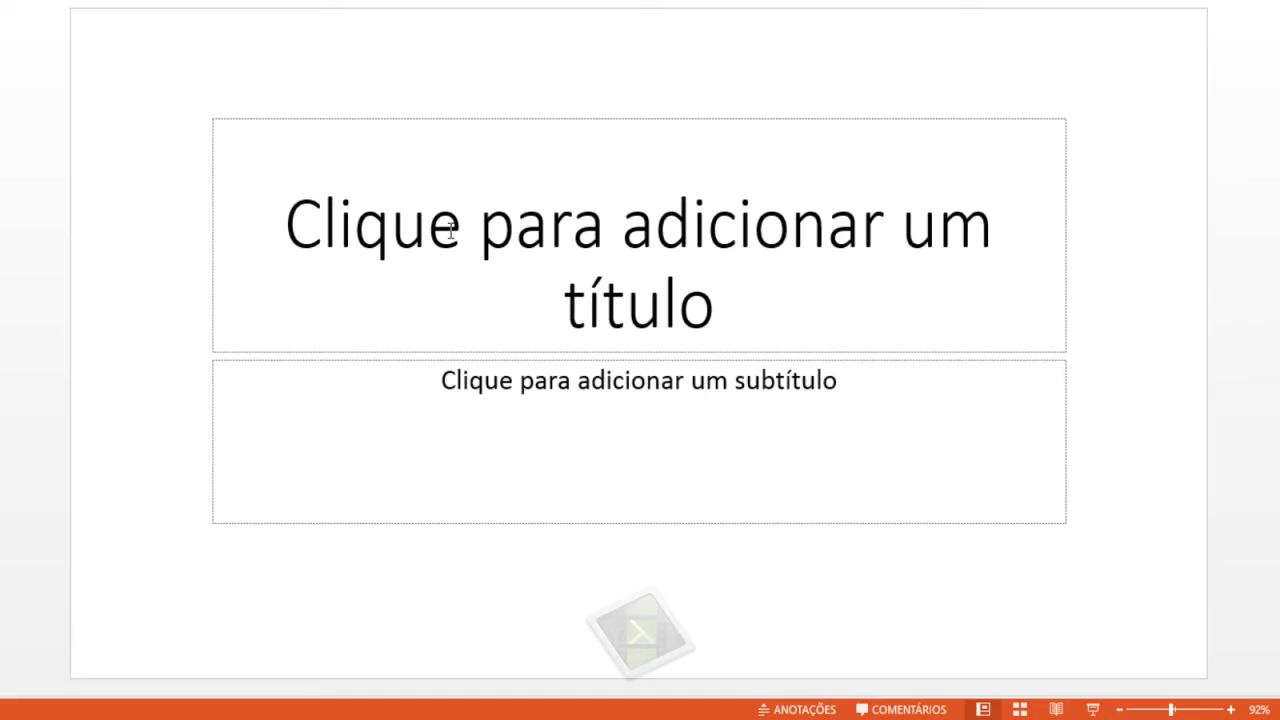 Clique para adicionar um
título
Clique para adicionar um subtítulo
ANOTAÇÕES COMENTÁRIOS 92%